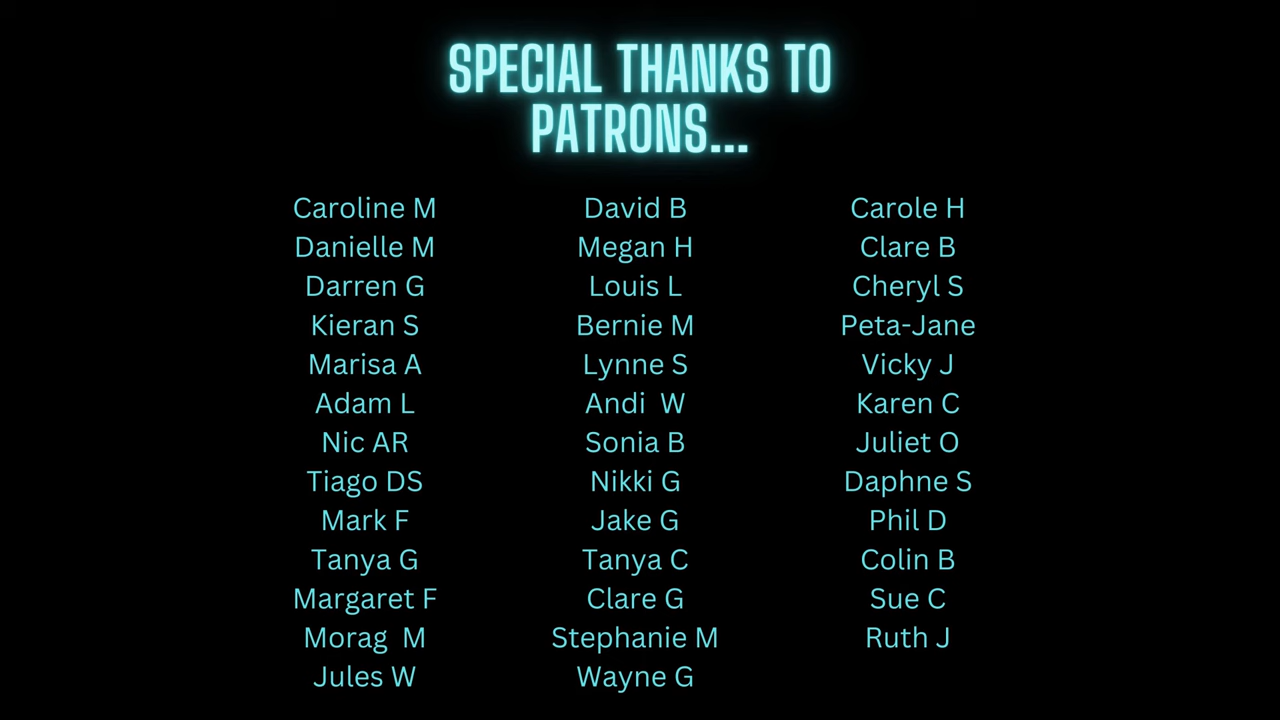 SPECIAL THANKS TO
PATRONS...
Caroline M
Danielle M
Darren G
Kieran S
Marisa A
Adam L
Nic AR
Tiago DS
Mark F
Tanya G
Margaret F
Morag  M
Jules W
David B
Megan H
Louis L
Bernie M
Lynne S
Andi  W
Sonia B
Nikki G
Jake G
Tanya C
Clare G
Stephanie M
Wayne G
Carole H
Clare B
Cheryl S
Peta-Jane
Vicky J
Karen C
Juliet O
Daphne S
Phil D
Colin B
Sue C
Ruth J